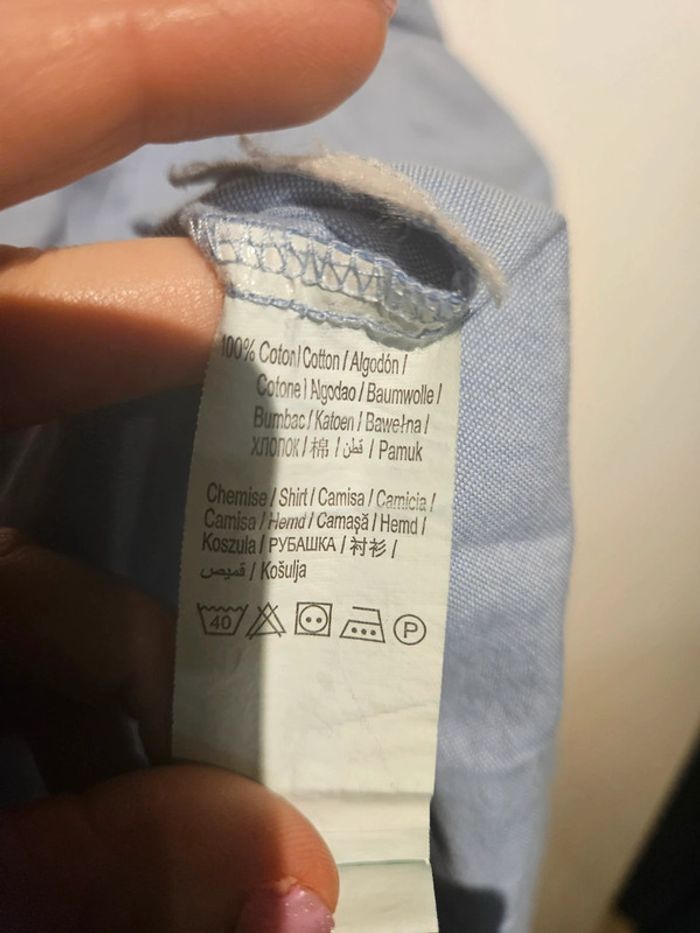 100% Coton / Cotton / Algodón /
Cotone / Algodao / Baumwolle /
Bumbac / Katoen / Bawełna /
ХЛОПОК / 棉 / قطن / Pamuk
Chemise / Shirt / Camisa / Camicia /
Camisa / Hemd / Camaşă / Hemd /
Koszula / РУБАШКА / 衬衫 /
قميص / Košulja
40 P